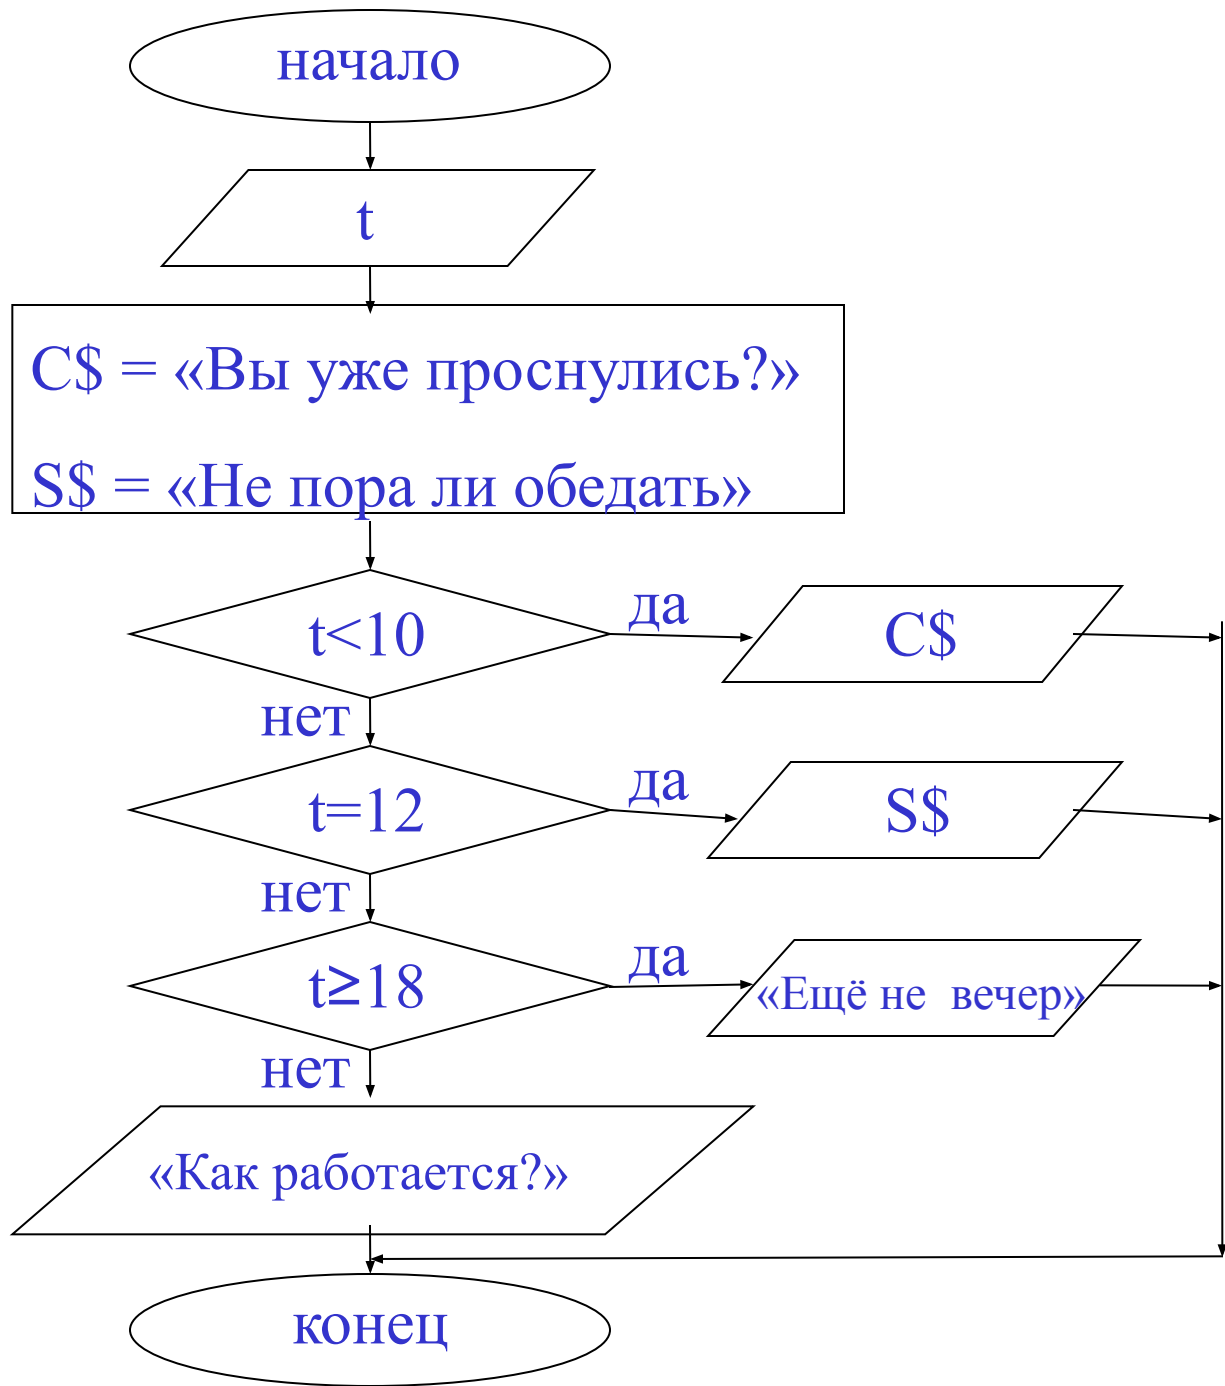 начало
t
C$ = «Вы уже проснулись?»
S$ = «Не пора ли обедать»
t<10
да
C$
нет
t=12
да
S$
нет
t≥18
да
«Ещё не вечер»
нет
«Как работается?»
конец